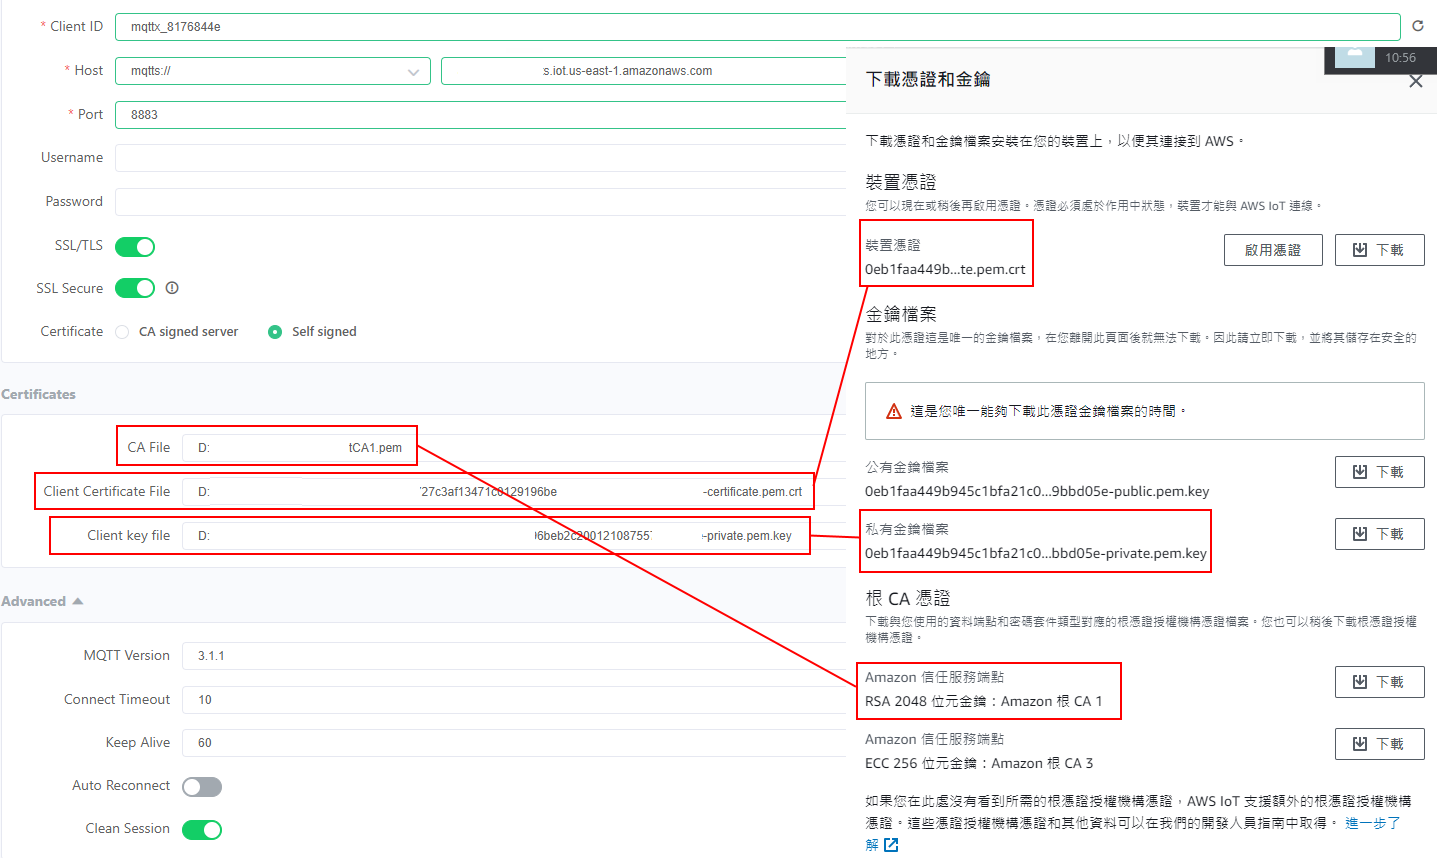 * Client ID
mqttx_8176844e
* Host
mqtts://
s.iot.us-east-1.amazonaws.com
* Port
8883
Username
Password
SSL/TLS
SSL Secure
Certificate
CA signed server
Self signed
Certificates
CA File
D:
tCA1.pem
Client Certificate File
D:
27c3af13471c0129196be
-certificate.pem.crt
Client key file
D:
6beb2c200121087557
-private.pem.key
Advanced
MQTT Version
3.1.1
Connect Timeout
10
Keep Alive
60
Auto Reconnect
Clean Session
10:56
下載憑證和金鑰
下載憑證和金鑰檔案安裝在您的裝置上，以便其連接到 AWS。
裝置憑證
您可以現在或稍後再啟用憑證。憑證必須處於作用中狀態，裝置才能與 AWS IoT 連線。
裝置憑證
0eb1faa449b...te.pem.crt
啟用憑證
下載
金鑰檔案
對於此憑證這是唯一的金鑰檔案，在您離開此頁面後就無法下載。因此請立即下載，並將其儲存在安全的
地方。
這是您唯一能夠下載此憑證金鑰檔案的時間。
公有金鑰檔案
0eb1faa449b945c1bfa21c0...9bbd05e-public.pem.key
下載
私有金鑰檔案
0eb1faa449b945c1bfa21c0...bbd05e-private.pem.key
下載
根 CA 憑證
下載與您使用的資料端點和密碼套件類型對應的根憑證授權機構憑證檔案。您也可以稍後下載根憑證授權
機構憑證。
Amazon 信任服務端點
RSA 2048 位元金鑰：Amazon 根 CA 1
下載
Amazon 信任服務端點
ECC 256 位元金鑰：Amazon 根 CA 3
下載
如果您在此處沒有看到所需的根憑證授權機構憑證，AWS IoT 支援額外的根憑證授權機構
憑證。這些憑證授權機構憑證和其他資料可以在我們的開發人員指南中取得。 進一步了
解